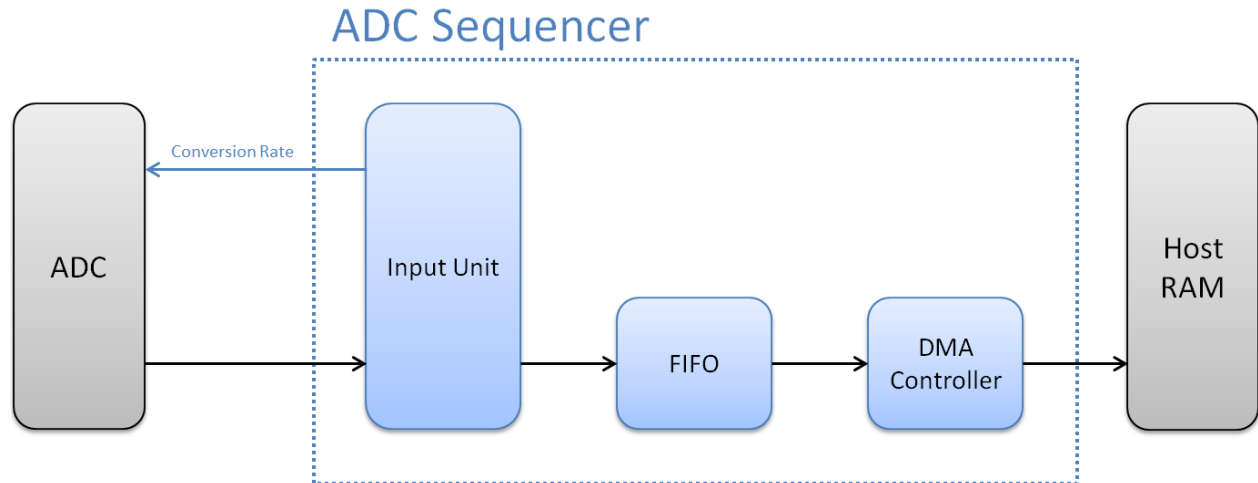 ADC Sequencer
Conversion Rate
ADC
Input Unit
FIFO
DMA
Controller
Host
RAM